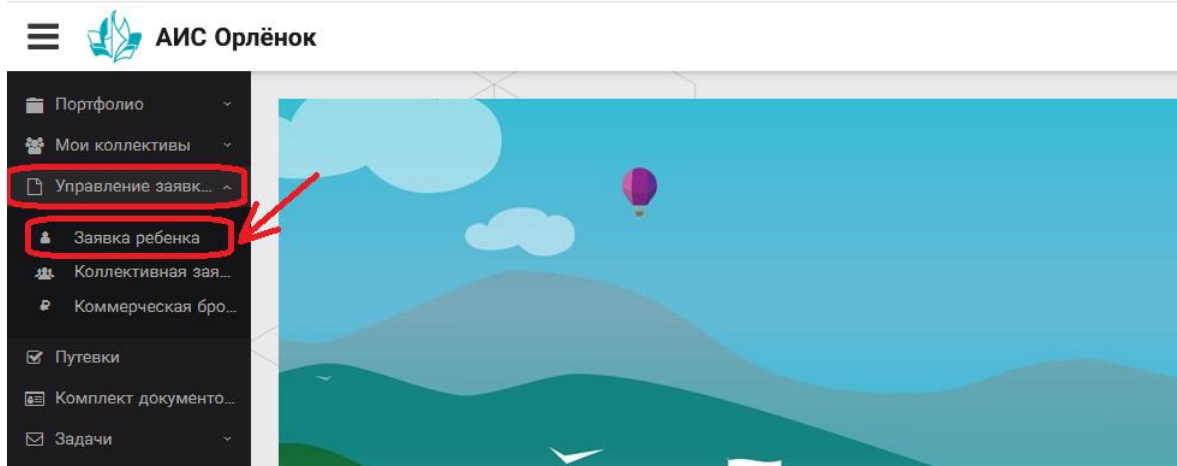 АИС Орлёнок
Портфолио
Мои коллективы
Управление заявк...
Заявка ребенка
Коллективная зая...
Коммерческая бро...
Путевки
Комплект документо...
Задачи